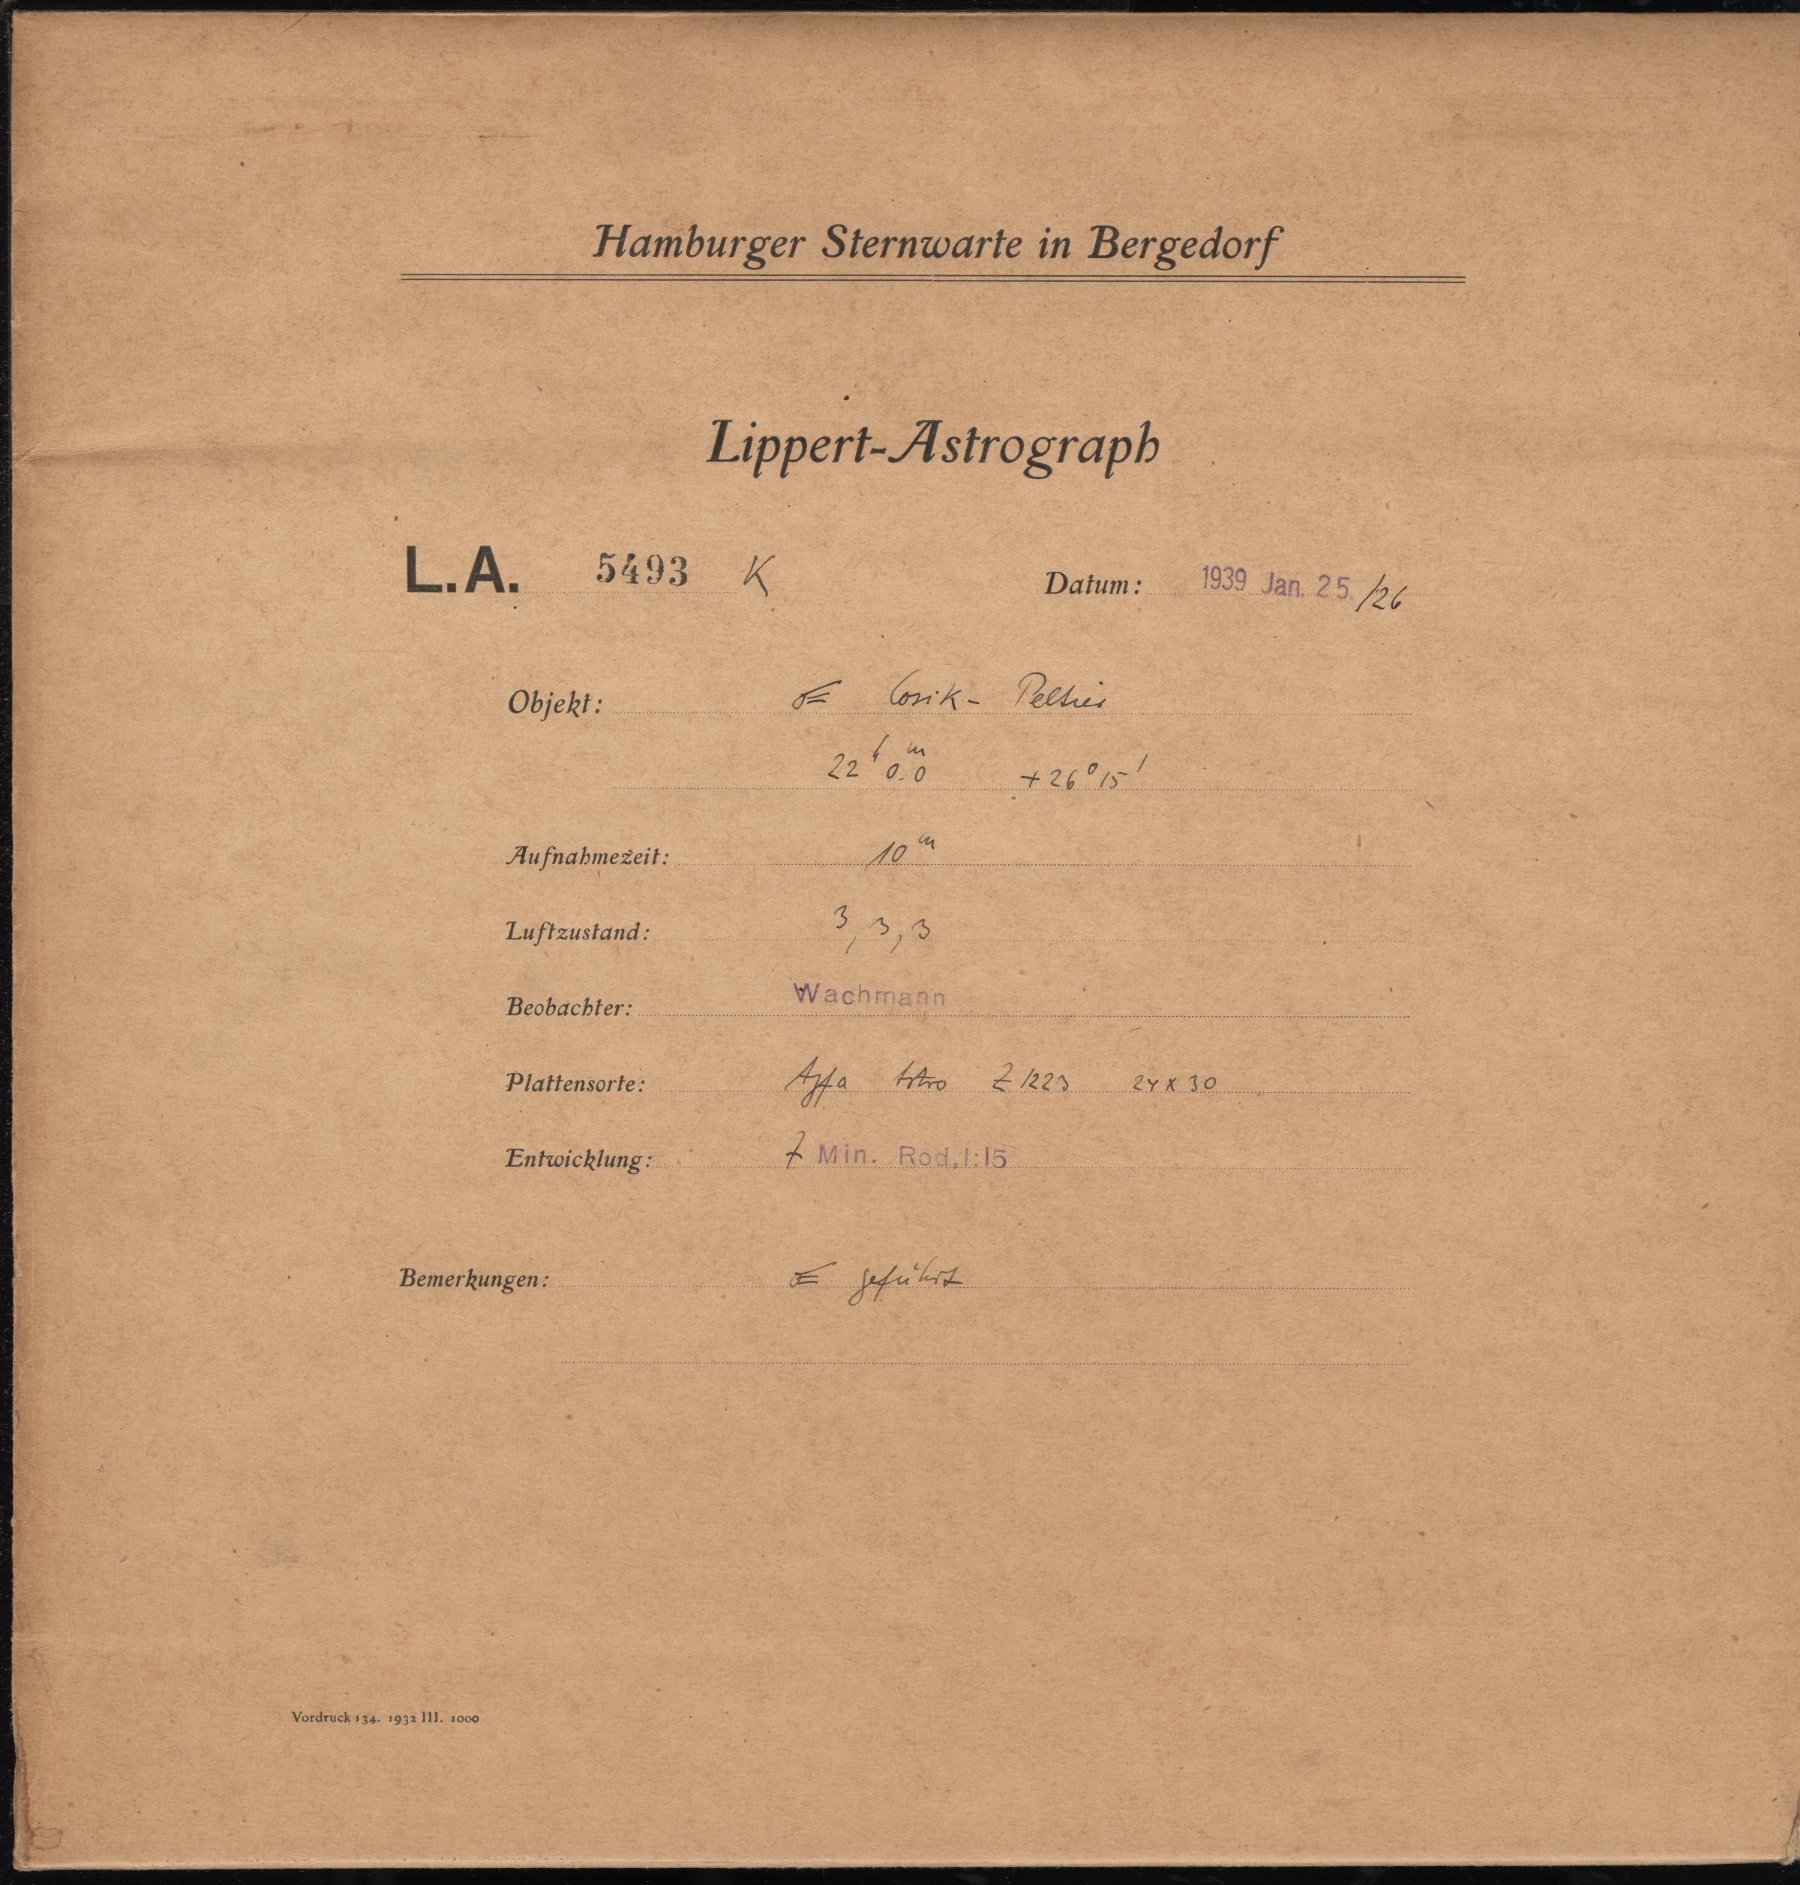 Hamburger Sternwarte in Bergedorf
Lippert-Astrograph
L.A. 5493 K Datum: 1939 Jan. 25./26
Objekt: ☄ Cosik - Peltier
22ʰ 0.0ᵐ +26° 15'
Aufnahmezeit: 10ᵐ
Luftzustand: 3, 3, 3
Beobachter: Wachmann
Plattensorte: Agfa Astro Z 1223 24 x 30
Entwicklung: 7 Min. Rod. 1:15
Bemerkungen: ☄ geführt
Vordruck 134. 1932 III. 1000